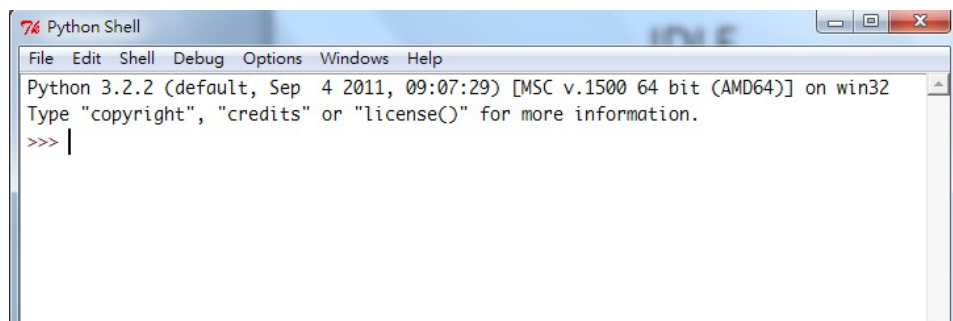 Python Shell
IDLE
File Edit Shell Debug Options Windows Help
Python 3.2.2 (default, Sep  4 2011, 09:07:29) [MSC v.1500 64 bit (AMD64)] on win32
Type "copyright", "credits" or "license()" for more information.
>>>